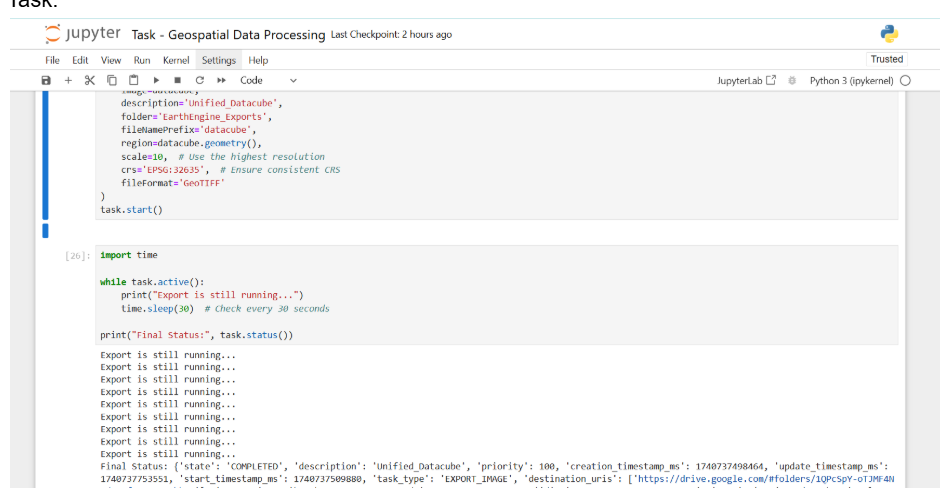 Task.
jupyter Task - Geospatial Data Processing Last Checkpoint: 2 hours ago
File Edit View Run Kernel Settings Help Trusted
Code JupyterLab Python 3 (ipykernel)
image=datacube,
description='Unified_Datacube',
folder='EarthEngine_Exports',
fileNamePrefix='datacube',
region=datacube.geometry(),
scale=10, # Use the highest resolution
crs='EPSG:32635', # Ensure consistent CRS
fileFormat='GeoTIFF'
)
task.start()
[26]: import time
while task.active():
print("Export is still running...")
time.sleep(30) # Check every 30 seconds
print("Final Status:", task.status())
Export is still running...
Export is still running...
Export is still running...
Export is still running...
Export is still running...
Export is still running...
Export is still running...
Export is still running...
Export is still running...
Final Status: {'state': 'COMPLETED', 'description': 'Unified_Datacube', 'priority': 100, 'creation_timestamp_ms': 1740737498464, 'update_timestamp_ms':
1740737753551, 'start_timestamp_ms': 1740737509880, 'task_type': 'EXPORT_IMAGE', 'destination_uris': ['https://drive.google.com/#folders/1QPcSpY-oTJMF4N